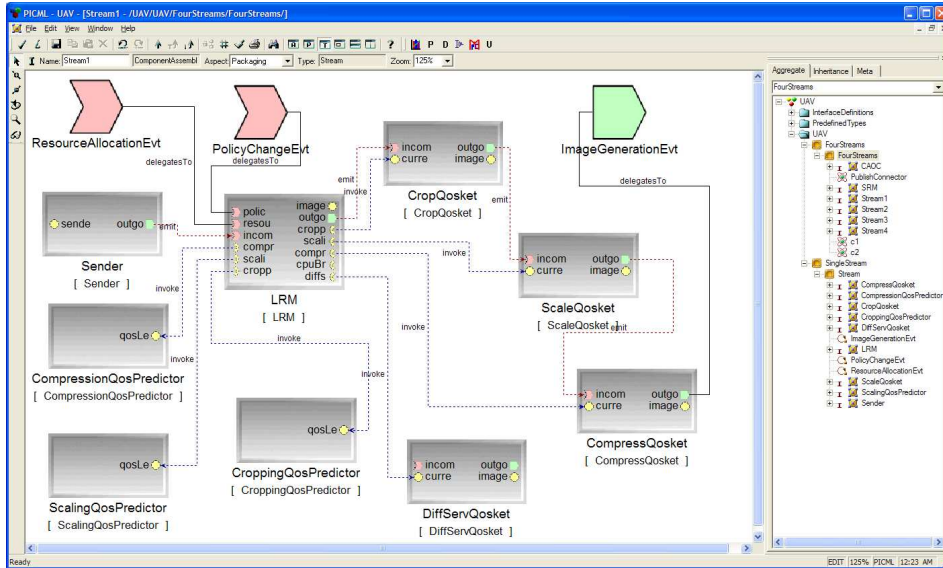 PICML - UAV - [Stream1 - /UAV/UAV/FourStreams/FourStreams/]
File Edit View Window Help
Name: Stream1 ComponentAssembl Aspect: Packaging Type: Stream Zoom: 125%
ResourceAllocationEvt
PolicyChangeEvt
ImageGenerationEvt
delegatesTo
delegatesTo
delegatesTo
incom outgo
curre image
CropQosket
[ CropQosket ]
emit
invoke
emit
sende outgo
emit
Sender
[ Sender ]
polic image
resou outgo
incom cropp
compr scali
scali compr
cropp cpuBr
diffs
LRM
[ LRM ]
invoke
invoke
invoke
invoke
invoke
incom outgo
curre image
ScaleQosket
[ ScaleQosket ]
emit
qosLe
CompressionQosPredictor
[ CompressionQosPredictor ]
qosLe
CroppingQosPredictor
[ CroppingQosPredictor ]
incom outgo
curre image
CompressQosket
[ CompressQosket ]
qosLe
ScalingQosPredictor
[ ScalingQosPredictor ]
incom outgo
curre image
DiffServQosket
[ DiffServQosket ]
Aggregate Inheritance Meta
FourStreams
UAV
InterfaceDefinitions
PredefinedTypes
UAV
FourStreams
FourStreams
CAOC
PublishConnector
SRM
Stream1
Stream2
Stream3
Stream4
c1
c2
SingleStream
Stream
CompressQosket
CompressionQosPredictor
CropQosket
CroppingQosPredictor
DiffServQosket
ImageGenerationEvt
LRM
PolicyChangeEvt
ResourceAllocationEvt
ScaleQosket
ScalingQosPredictor
Sender
Ready
EDIT 125% PICML 12:23 AM